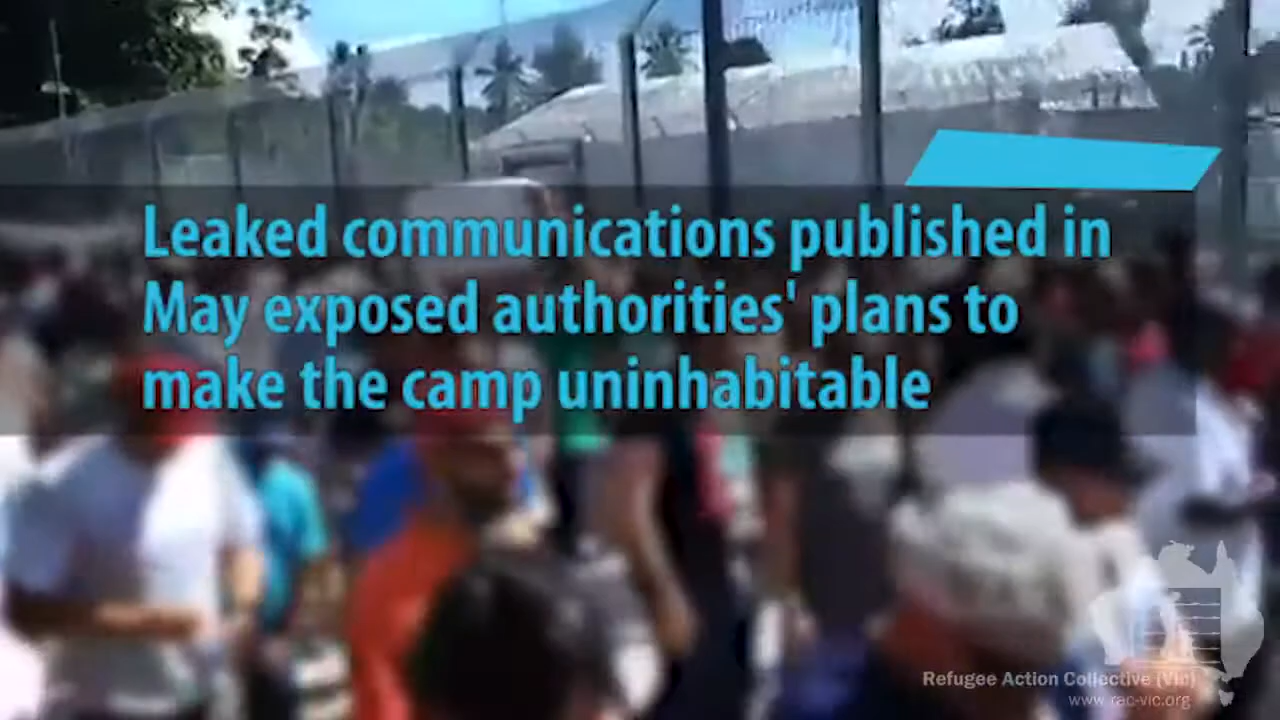 Leaked communications published in
May exposed authorities' plans to
make the camp uninhabitable
Refugee Action Collective (Vic)
www.rac-vic.org